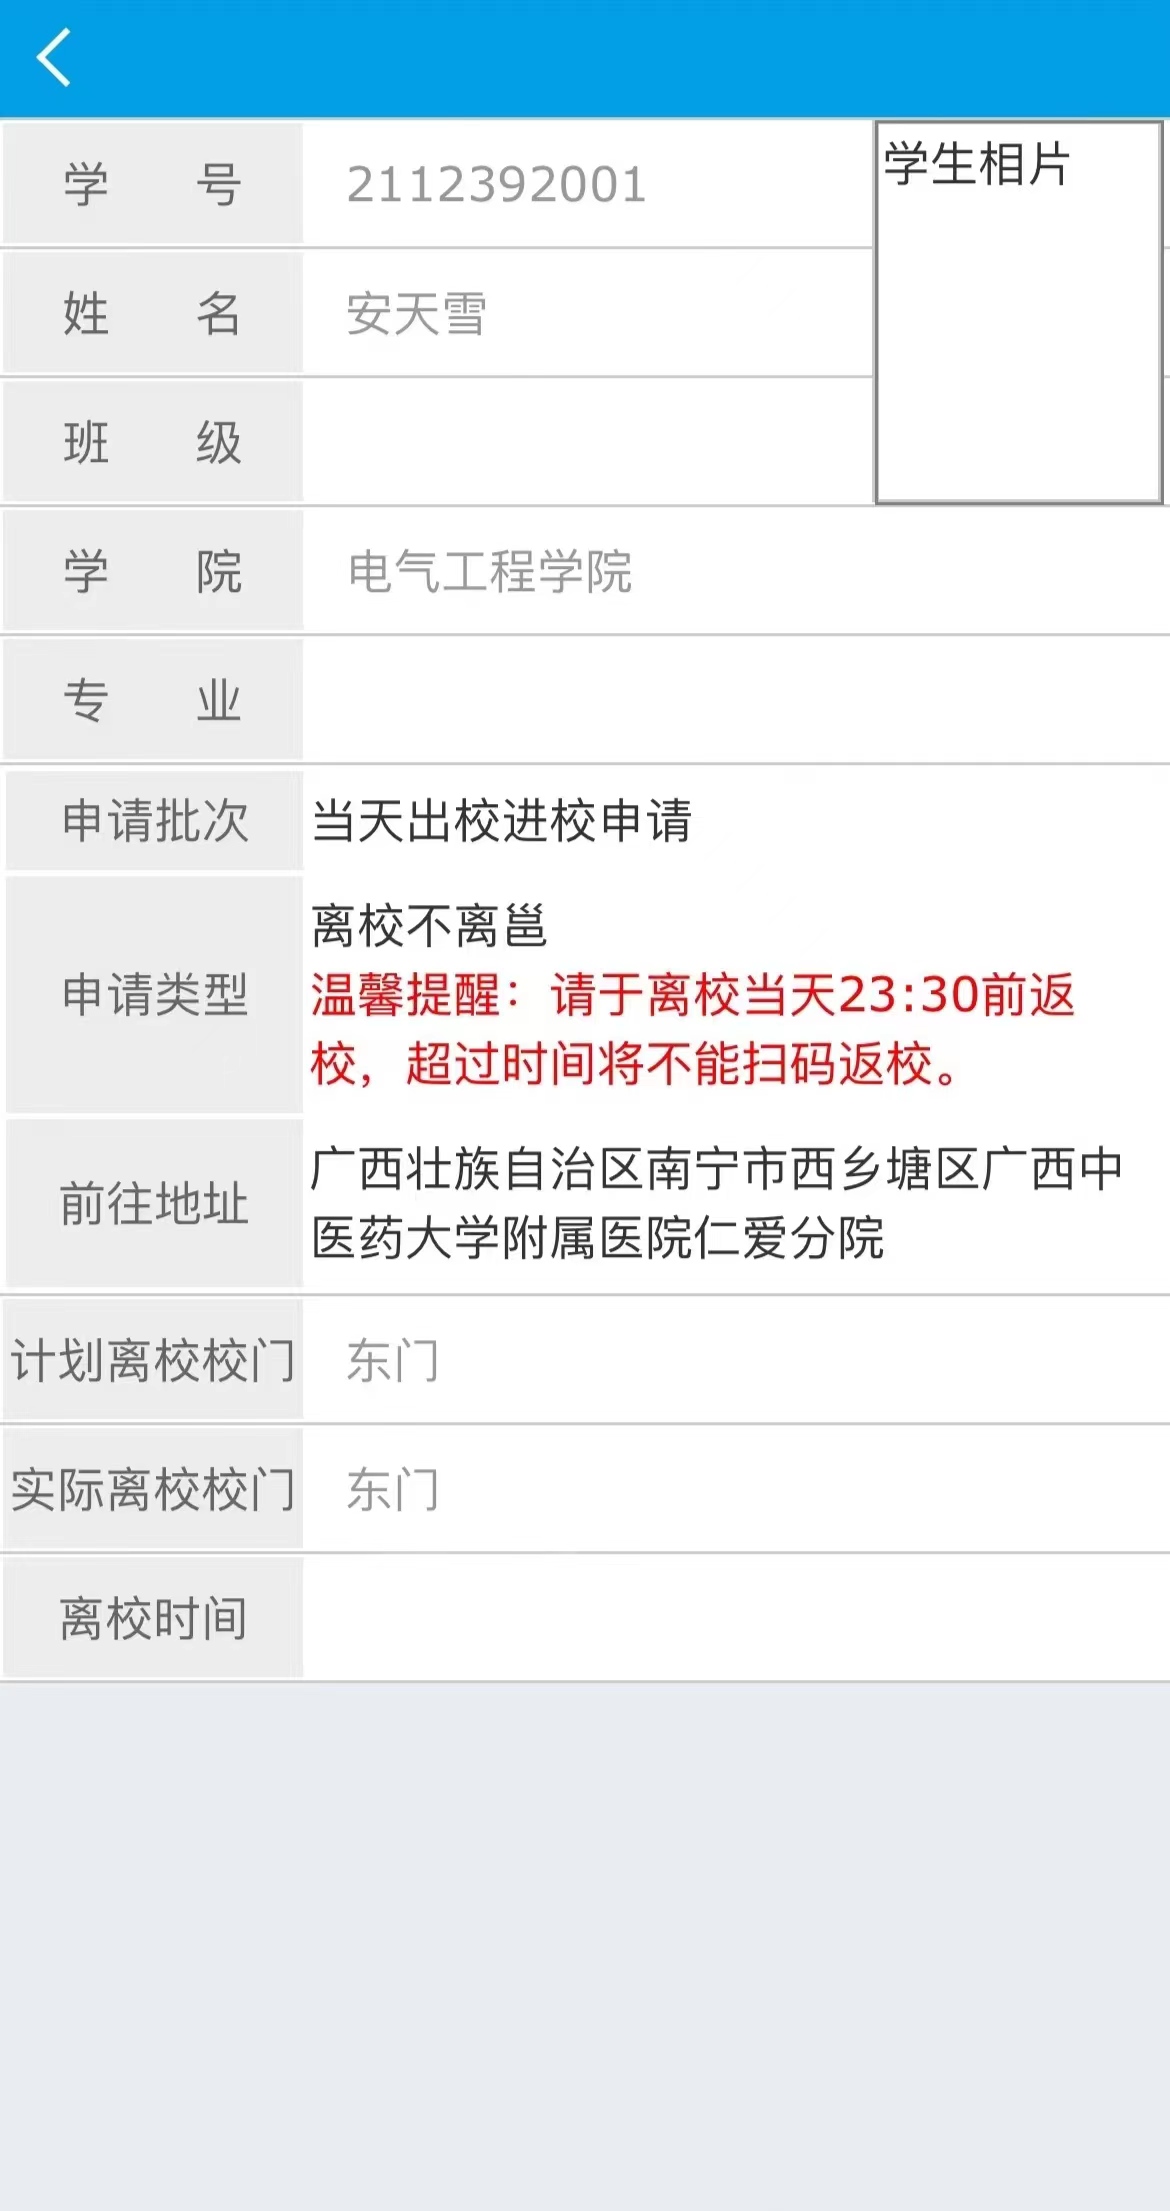 学 号 2112392001
学生相片
姓 名 安天雪
班 级
学 院 电气工程学院
专 业
申请批次 当天出校进校申请
申请类型 离校不离邕
温馨提醒：请于离校当天23:30前返
校，超过时间将不能扫码返校。
前往地址 广西壮族自治区南宁市西乡塘区广西中
医药大学附属医院仁爱分院
计划离校校门 东门
实际离校校门 东门
离校时间